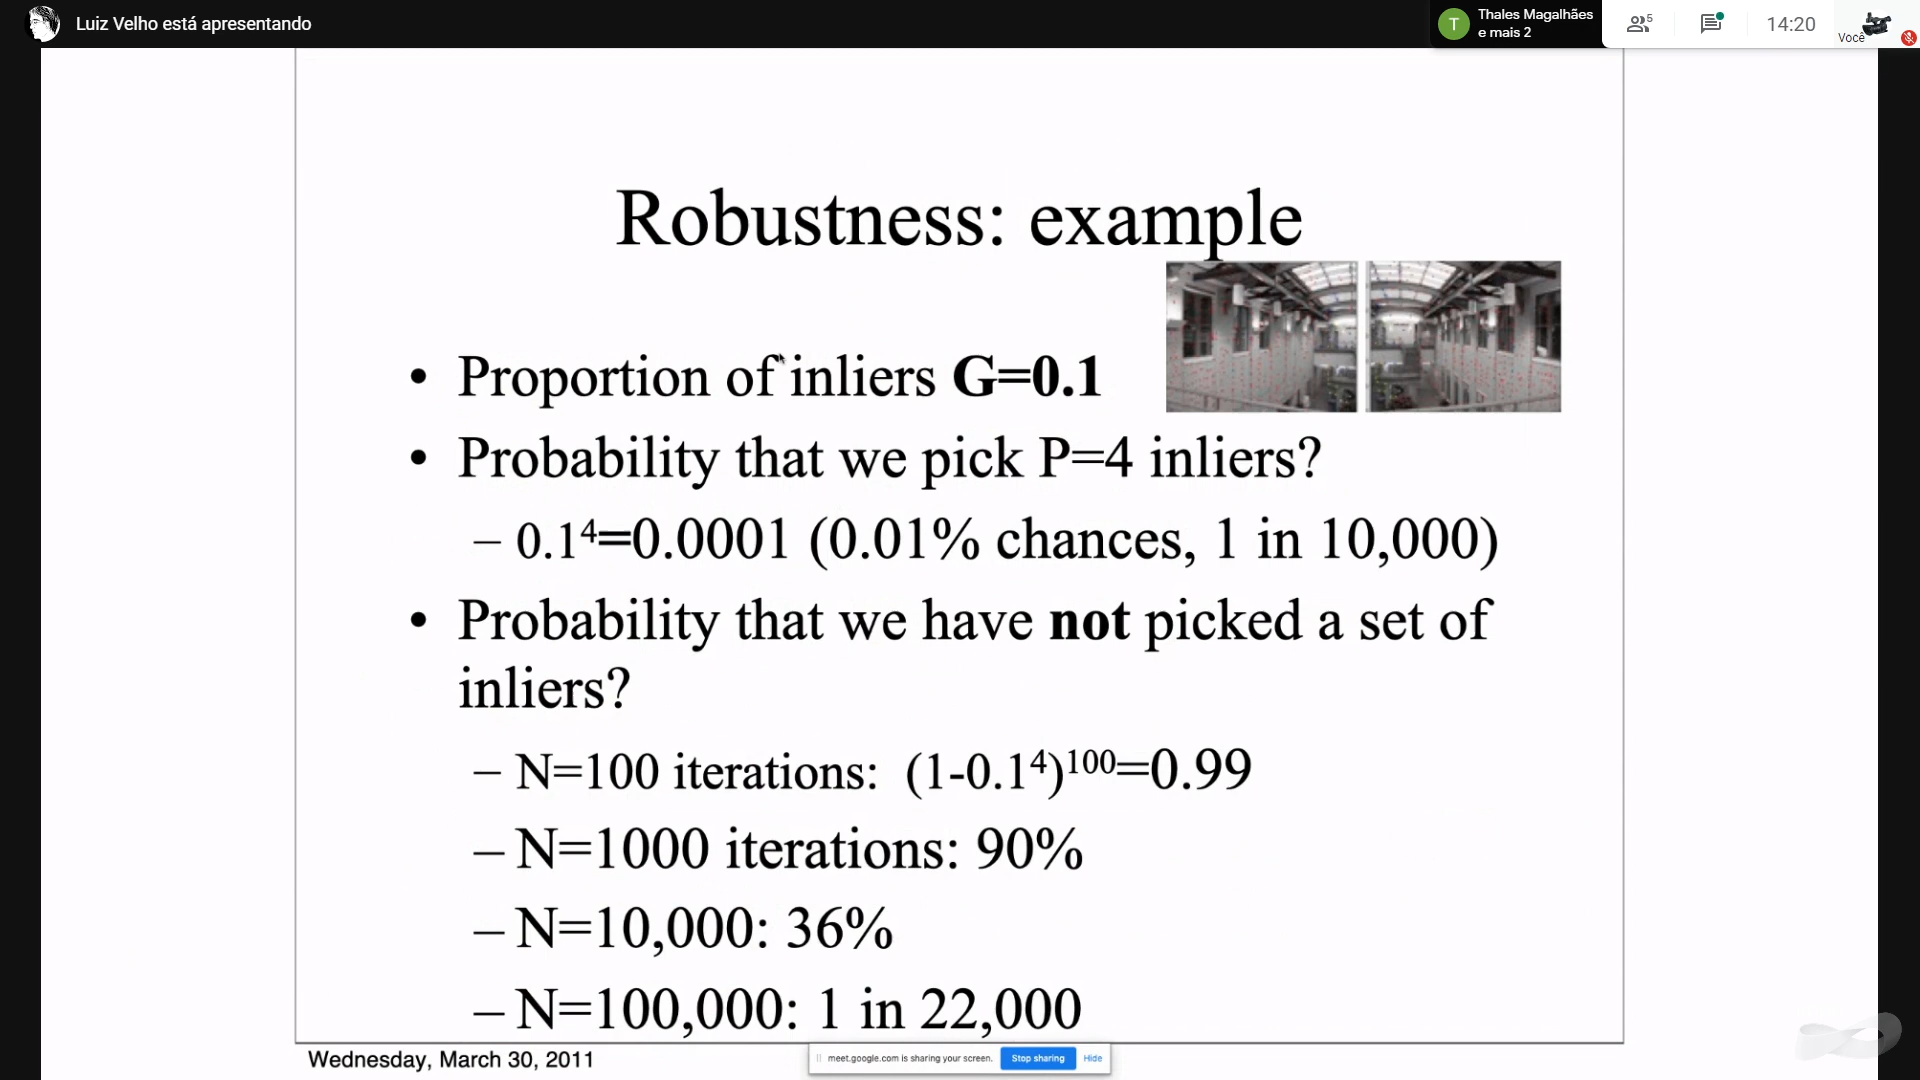 Luiz Velho está apresentando
T
Thales Magalhães
e mais 2
5
14:20
Você
Robustness: example
• Proportion of inliers G=0.1
• Probability that we pick P=4 inliers?
– 0.1⁴=0.0001 (0.01% chances, 1 in 10,000)
• Probability that we have not picked a set of
inliers?
– N=100 iterations: (1-0.1⁴)¹⁰⁰=0.99
– N=1000 iterations: 90%
– N=10,000: 36%
– N=100,000: 1 in 22,000
Wednesday, March 30, 2011
meet.google.com is sharing your screen.
Stop sharing
Hide